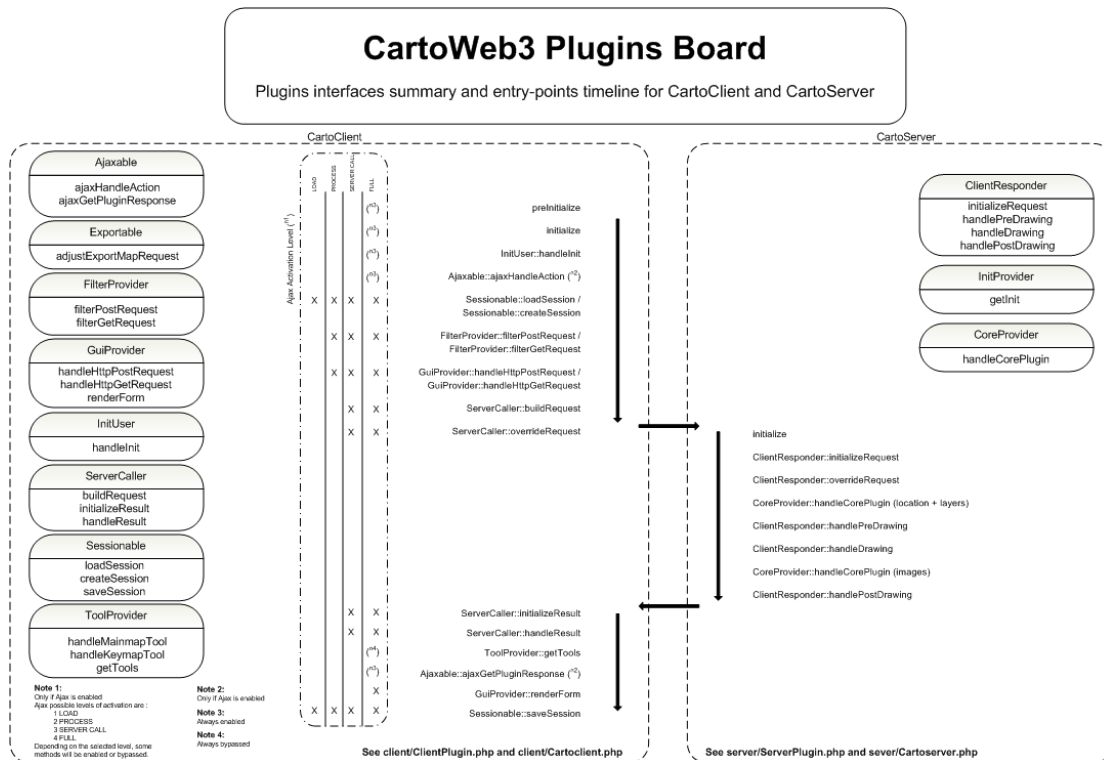 CartoWeb3 Plugins Board
Plugins interfaces summary and entry-points timeline for CartoClient and CartoServer
CartoClient
Ajaxable
ajaxHandleAction
ajaxGetPluginResponse
Exportable
adjustExportMapRequest
FilterProvider
filterPostRequest
filterGetRequest
GuiProvider
handleHttpPostRequest
handleHttpGetRequest
renderForm
InitUser
handleInit
ServerCaller
buildRequest
initializeResult
handleResult
Sessionable
loadSession
createSession
saveSession
ToolProvider
handleMainmapTool
handleKeymapTool
getTools
Note 1:
Only if Ajax is enabled
Ajax possible levels of activation are :
1 LOAD
2 PROCESS
3 SERVER CALL
4 FULL
Depending on the selected level, some
methods will be enabled or bypassed.
Note 2:
Only if Ajax is enabled
Note 3:
Always enabled
Note 4:
Always bypassed
Ajax Activation Level (n1)
LOAD
PROCESS
SERVER CALL
FULL
(n3) preInitialize
(n3) initialize
(n3) InitUser::handleInit
(n3) Ajaxable::ajaxHandleAction (n2)
X X X X Sessionable::loadSession /
Sessionable::createSession
X X X FilterProvider::filterPostRequest /
FilterProvider::filterGetRequest
X X X GuiProvider::handleHttpPostRequest /
GuiProvider::handleHttpGetRequest
X X ServerCaller::buildRequest
X X ServerCaller::overrideRequest
X X ServerCaller::initializeResult
X X ServerCaller::handleResult
(n4) ToolProvider::getTools
(n3) Ajaxable::ajaxGetPluginResponse (n2)
X GuiProvider::renderForm
X X X X Sessionable::saveSession
See client/ClientPlugin.php and client/Cartoclient.php
CartoServer
ClientResponder
initializeRequest
handlePreDrawing
handleDrawing
handlePostDrawing
InitProvider
getInit
CoreProvider
handleCorePlugin
initialize
ClientResponder::initializeRequest
ClientResponder::overrideRequest
CoreProvider::handleCorePlugin (location + layers)
ClientResponder::handlePreDrawing
ClientResponder::handleDrawing
CoreProvider::handleCorePlugin (images)
ClientResponder::handlePostDrawing
See server/ServerPlugin.php and sever/Cartoserver.php